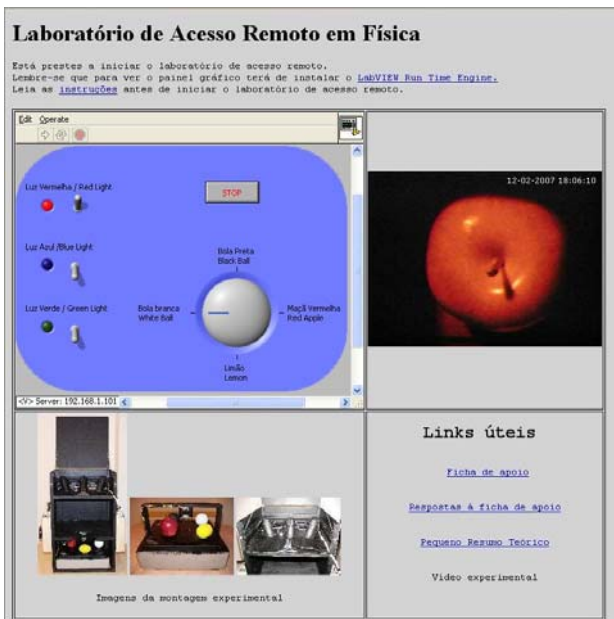 Laboratório de Acesso Remoto em Física
Está prestes a iniciar o laboratório de acesso remoto.
Lembre-se que para ver o painel gráfico terá de instalar o LabVIEW Run Time Engine.
Leia as instruções antes de iniciar o laboratório de acesso remoto.
Edit Operate
Luz Vermelha / Red Light
STOP
Luz Azul /Blue Light
Bola Preta
Black Ball
Luz Verde / Green Light
Bola branca
White Ball
Maçã Vermelha
Red Apple
Limão
Lemon
<V> Server: 192.168.1.101
12-02-2007 18:06:10
Imagens da montagem experimental
Links úteis
Ficha de apoio
Respostas à ficha de apoio
Pequeno Resumo Teórico
Video experimental